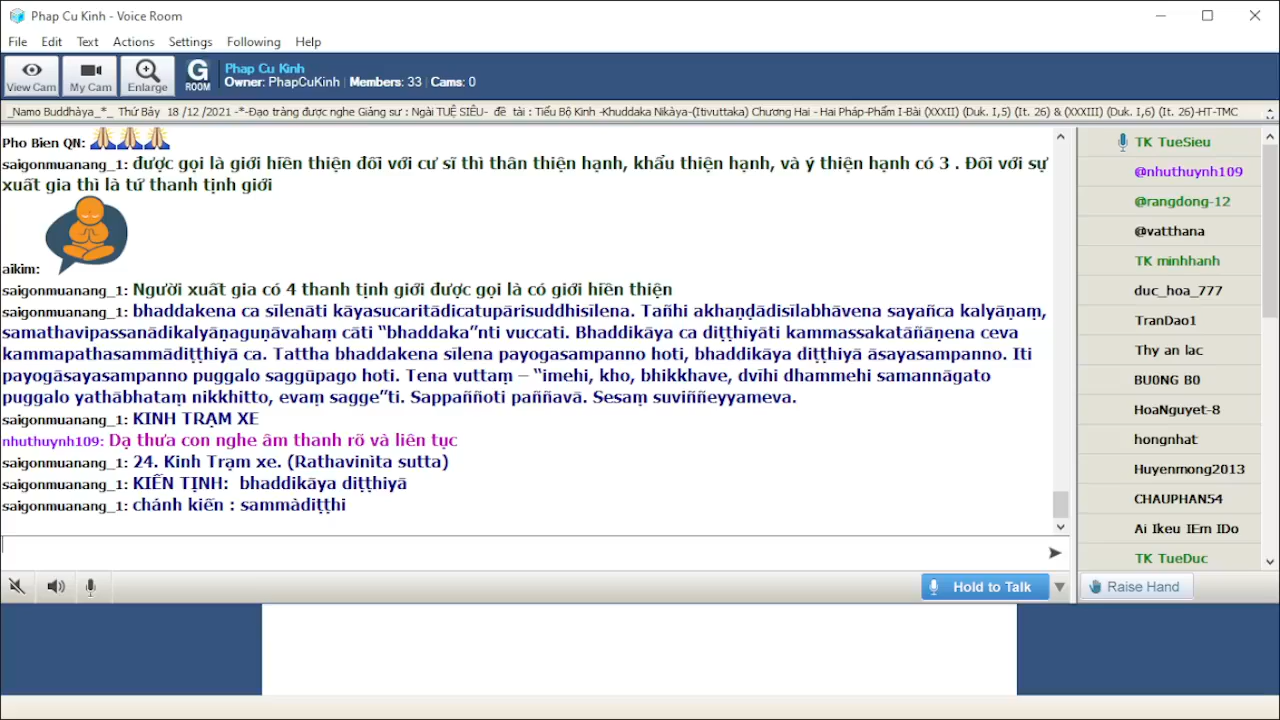 Phap Cu Kinh - Voice Room
File Edit Text Actions Settings Following Help
View Cam My Cam Enlarge G ROOM
Phap Cu Kinh
Owner: PhapCuKinh | Members: 33 | Cams: 0
_Namo Buddhàya_*_ Thứ Bảy 18 /12 /2021 -*-Đạo tràng được nghe Giảng sư : Ngài TUỆ SIÊU- đề tài : Tiểu Bộ Kinh -Khuddaka Nikàya-(Itivuttaka) Chương Hai - Hai Pháp-Phẩm I-Bài (XXXII) (Duk. I,5) (It. 26) & (XXXIII) (Duk. I,6) (It. 26)-HT-TMC
Pho Bien QN:
saigonmuanang_1: được gọi là giới hiền thiện đối với cư sĩ thì thân thiện hạnh, khẩu thiện hạnh, và ý thiện hạnh có 3 . Đối với sự
xuất gia thì là tứ thanh tịnh giới
aikim:
saigonmuanang_1: Người xuất gia có 4 thanh tịnh giới được gọi là có giới hiền thiện
saigonmuanang_1: bhaddakena ca sīlenāti kāyasucaritādicatupārisuddhisīlena. Tañhi akhaṇḍādisīlabhāvena sayañca kalyāṇaṃ,
samathavipassanādikalyāṇaguṇāvahaṃ cāti “bhaddaka”nti vuccati. Bhaddikāya ca diṭṭhiyāti kammassakatāñāṇena ceva
kammapathasammādiṭṭhiyā ca. Tattha bhaddakena sīlena payogasampanno hoti, bhaddikāya diṭṭhiyā āsayasampanno. Iti
payogāsayasampanno puggalo saggūpago hoti. Tena vuttaṃ – “imehi, kho, bhikkhave, dvīhi dhammehi samannāgato
puggalo yathābhataṃ nikkhitto, evaṃ sagge”ti. Sappaññoti paññavā. Sesaṃ suviññeyyameva.
saigonmuanang_1: KINH TRẠM XE
nhuthuynh109: Dạ thưa con nghe âm thanh rõ và liên tục
saigonmuanang_1: 24. Kinh Trạm xe. (Rathavinìta sutta)
saigonmuanang_1: KIẾN TỊNH: bhaddikāya diṭṭhiyā
saigonmuanang_1: chánh kiến : sammàdiṭṭhi
TK TueSieu
@nhuthuynh109
@rangdong-12
@vatthana
TK minhhanh
duc_hoa_777
TranDao1
Thy an lac
BU0NG B0
HoaNguyet-8
hongnhat
Huyenmong2013
CHAUPHAN54
Ai Ikeu IEm IDo
TK TueDuc
Hold to Talk
Raise Hand